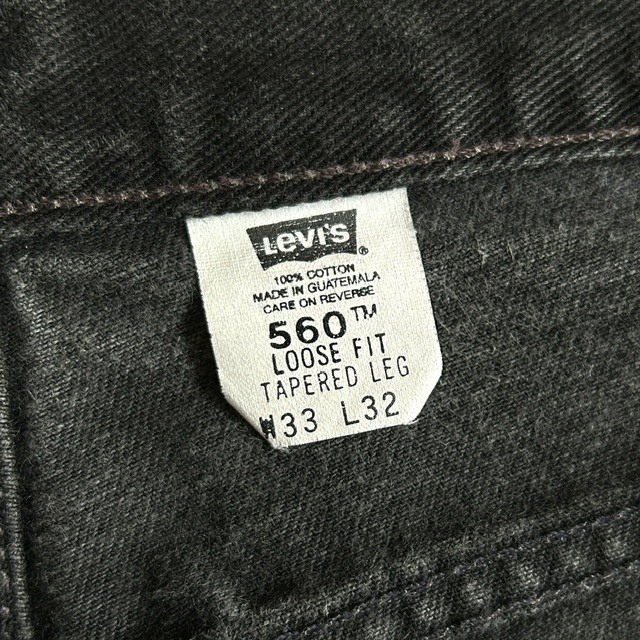 LEVI'S ®
100% COTTON
MADE IN GUATEMALA
CARE ON REVERSE
560™
LOOSE FIT
TAPERED LEG
W33 L32